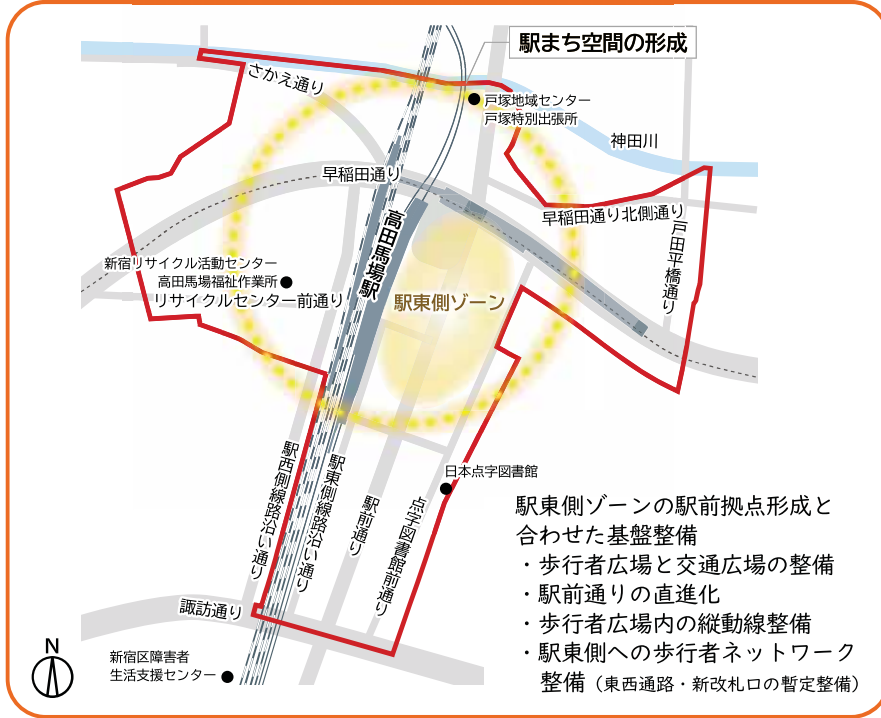 駅まち空間の形成
さかえ通り
戸塚地域センター
戸塚特別出張所
神田川
早稲田通り
早稲田通り北側通り
戸田平橋通り
高田馬場駅
新宿リサイクル活動センター
高田馬場福祉作業所
リサイクルセンター前通り
駅東側ゾーン
日本点字図書館
駅西側線路沿い通り
駅東側線路沿い通り
駅前通り
点字図書館前通り
諏訪通り
N
新宿区障害者
生活支援センター
駅東側ゾーンの駅前拠点形成と
合わせた基盤整備
・歩行者広場と交通広場の整備
・駅前通りの直進化
・歩行者広場内の縦動線整備
・駅東側への歩行者ネットワーク
整備（東西通路・新改札口の暫定整備）